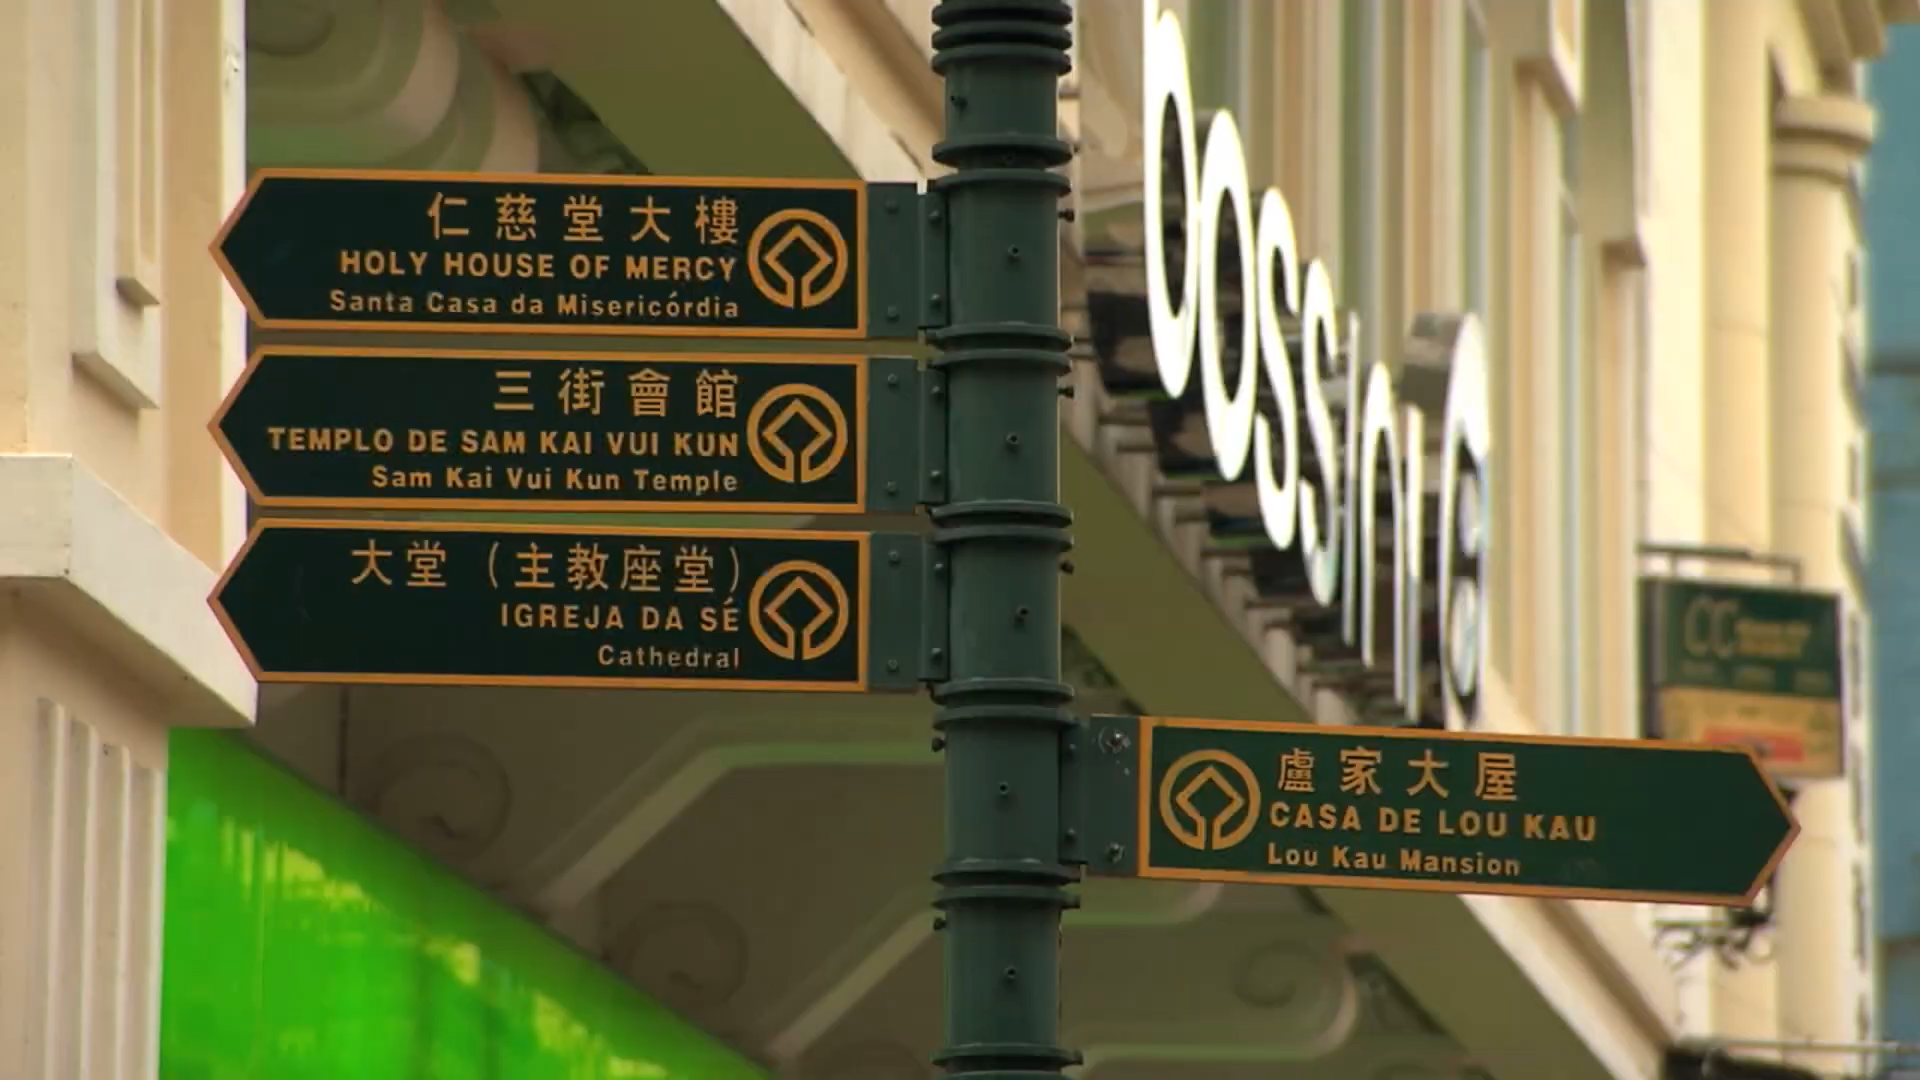 仁慈堂大樓
HOLY HOUSE OF MERCY
Santa Casa da Misericórdia
三街會館
TEMPLO DE SAM KAI VUI KUN
Sam Kai Vui Kun Temple
大堂（主教座堂）
IGREJA DA SÉ
Cathedral
bossini
盧家大屋
CASA DE LOU KAU
Lou Kau Mansion